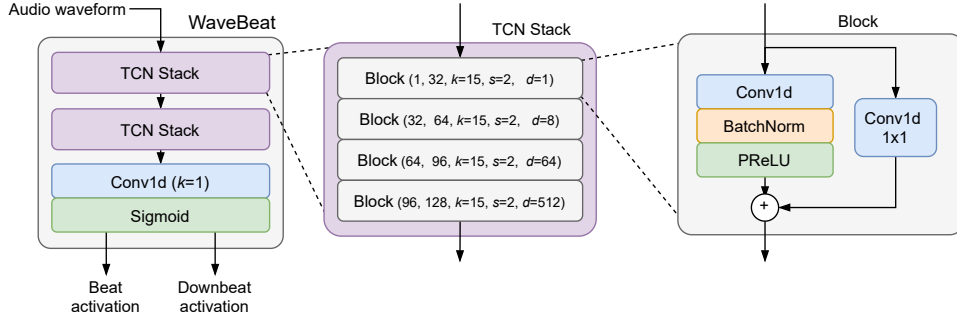 Audio waveform
WaveBeat
TCN Stack
TCN Stack
Conv1d (k=1)
Sigmoid
Beat
activation
Downbeat
activation
TCN Stack
Block (1, 32, k=15, s=2, d=1)
Block (32, 64, k=15, s=2, d=8)
Block (64, 96, k=15, s=2, d=64)
Block (96, 128, k=15, s=2, d=512)
Block
Conv1d
BatchNorm
PReLU
Conv1d
1x1
+